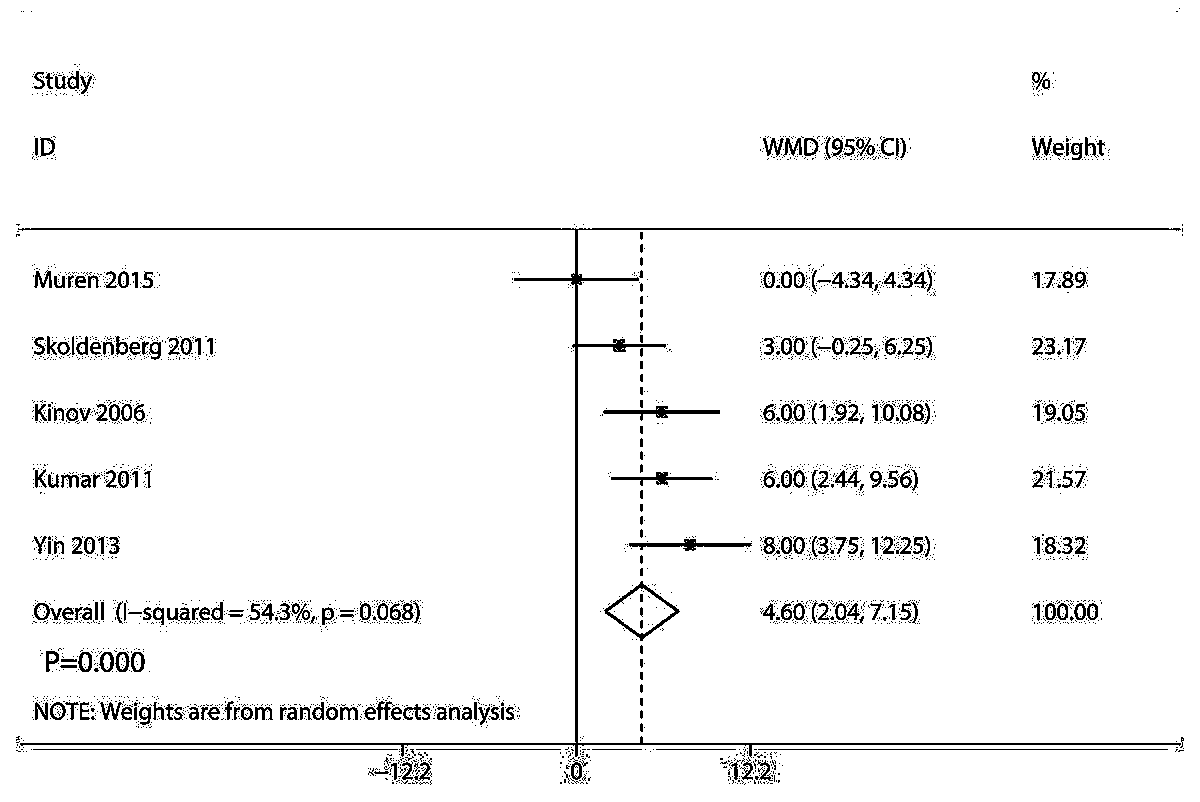 Study %
ID WMD (95% CI) Weight
Muren 2015 0.00 (−4.34, 4.34) 17.89
Skoldenberg 2011 3.00 (−0.25, 6.25) 23.17
Kinov 2006 6.00 (1.92, 10.08) 19.05
Kumar 2011 6.00 (2.44, 9.56) 21.57
Yin 2013 8.00 (3.75, 12.25) 18.32
Overall (I−squared = 54.3%, p = 0.068) 4.60 (2.04, 7.15) 100.00
P=0.000
NOTE: Weights are from random effects analysis
−12.2 0 12.2